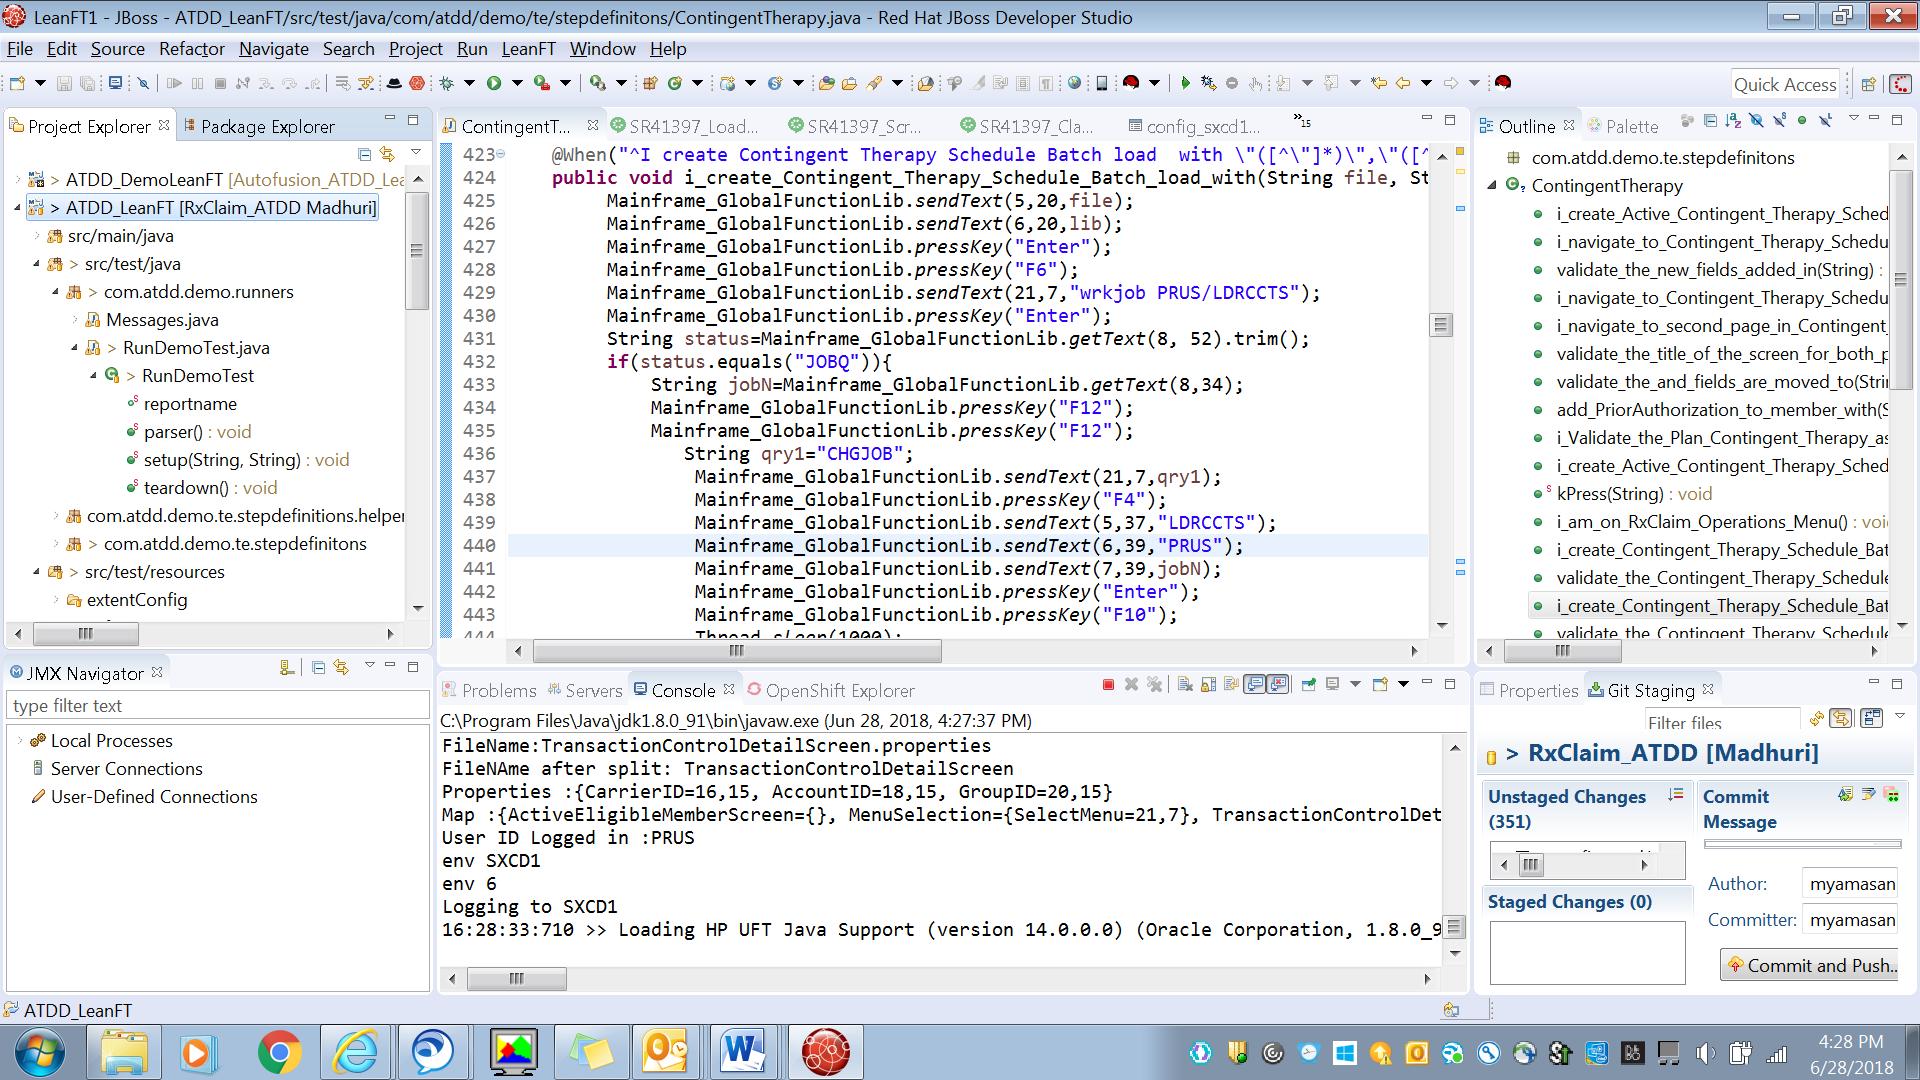 LeanFT1 - JBoss - ATDD_LeanFT/src/test/java/com/atdd/demo/te/stepdefinitons/ContingentTherapy.java - Red Hat JBoss Developer Studio
File Edit Source Refactor Navigate Search Project Run LeanFT Window Help
Quick Access
Project Explorer
Package Explorer
> ATDD_DemoLeanFT [Autofusion_ATDD_Le
> ATDD_LeanFT [RxClaim_ATDD Madhuri]
src/main/java
> src/test/java
> com.atdd.demo.runners
Messages.java
> RunDemoTest.java
> RunDemoTest
reportname
parser() : void
setup(String, String) : void
teardown() : void
com.atdd.demo.te.stepdefinitions.helper
> com.atdd.demo.te.stepdefinitons
> src/test/resources
extentConfig
JMX Navigator
type filter text
Local Processes
Server Connections
User-Defined Connections
ContingentT... SR41397_Load... SR41397_Scr... SR41397_Cla... config_sxcd1... »15
423 @When("^I create Contingent Therapy Schedule Batch load  with \"([^\"]*)\",\"([^
424 public void i_create_Contingent_Therapy_Schedule_Batch_load_with(String file, St
425 Mainframe_GlobalFunctionLib.sendText(5,20,file);
426 Mainframe_GlobalFunctionLib.sendText(6,20,lib);
427 Mainframe_GlobalFunctionLib.pressKey("Enter");
428 Mainframe_GlobalFunctionLib.pressKey("F6");
429 Mainframe_GlobalFunctionLib.sendText(21,7,"wrkjob PRUS/LDRCCTS");
430 Mainframe_GlobalFunctionLib.pressKey("Enter");
431 String status=Mainframe_GlobalFunctionLib.getText(8, 52).trim();
432 if(status.equals("JOBQ")){
433 String jobN=Mainframe_GlobalFunctionLib.getText(8,34);
434 Mainframe_GlobalFunctionLib.pressKey("F12");
435 Mainframe_GlobalFunctionLib.pressKey("F12");
436 String qry1="CHGJOB";
437 Mainframe_GlobalFunctionLib.sendText(21,7,qry1);
438 Mainframe_GlobalFunctionLib.pressKey("F4");
439 Mainframe_GlobalFunctionLib.sendText(5,37,"LDRCCTS");
440 Mainframe_GlobalFunctionLib.sendText(6,39,"PRUS");
441 Mainframe_GlobalFunctionLib.sendText(7,39,jobN);
442 Mainframe_GlobalFunctionLib.pressKey("Enter");
443 Mainframe_GlobalFunctionLib.pressKey("F10");
444 Thread.sleep(1000);
Problems Servers Console OpenShift Explorer
C:\Program Files\Java\jdk1.8.0_91\bin\javaw.exe (Jun 28, 2018, 4:27:37 PM)
FileName:TransactionControlDetailScreen.properties
FileNAme after split: TransactionControlDetailScreen
Properties :{CarrierID=16,15, AccountID=18,15, GroupID=20,15}
Map :{ActiveEligibleMemberScreen={}, MenuSelection={SelectMenu=21,7}, TransactionControlDet
User ID Logged in :PRUS
env SXCD1
env 6
Logging to SXCD1
16:28:33:710 >> Loading HP UFT Java Support (version 14.0.0.0) (Oracle Corporation, 1.8.0_9
Outline
Palette
com.atdd.demo.te.stepdefinitons
ContingentTherapy
i_create_Active_Contingent_Therapy_Sched
i_navigate_to_Contingent_Therapy_Schedu
validate_the_new_fields_added_in(String) :
i_navigate_to_Contingent_Therapy_Schedu
i_navigate_to_second_page_in_Contingent_
validate_the_title_of_the_screen_for_both_p
validate_the_and_fields_are_moved_to(Strin
add_PriorAuthorization_to_member_with(S
i_Validate_the_Plan_Contingent_Therapy_as
i_create_Active_Contingent_Therapy_Sched
kPress(String) : void
i_am_on_RxClaim_Operations_Menu() : void
i_create_Contingent_Therapy_Schedule_Bat
validate_the_Contingent_Therapy_Schedule
i_create_Contingent_Therapy_Schedule_Bat
validate_the_Contingent_Therapy_Schedule
Properties
Git Staging
Filter files
> RxClaim_ATDD [Madhuri]
Unstaged Changes (351)
Staged Changes (0)
Commit Message
Author: myamasan
Committer: myamasan
Commit and Push...
ATDD_LeanFT
4:28 PM
6/28/2018